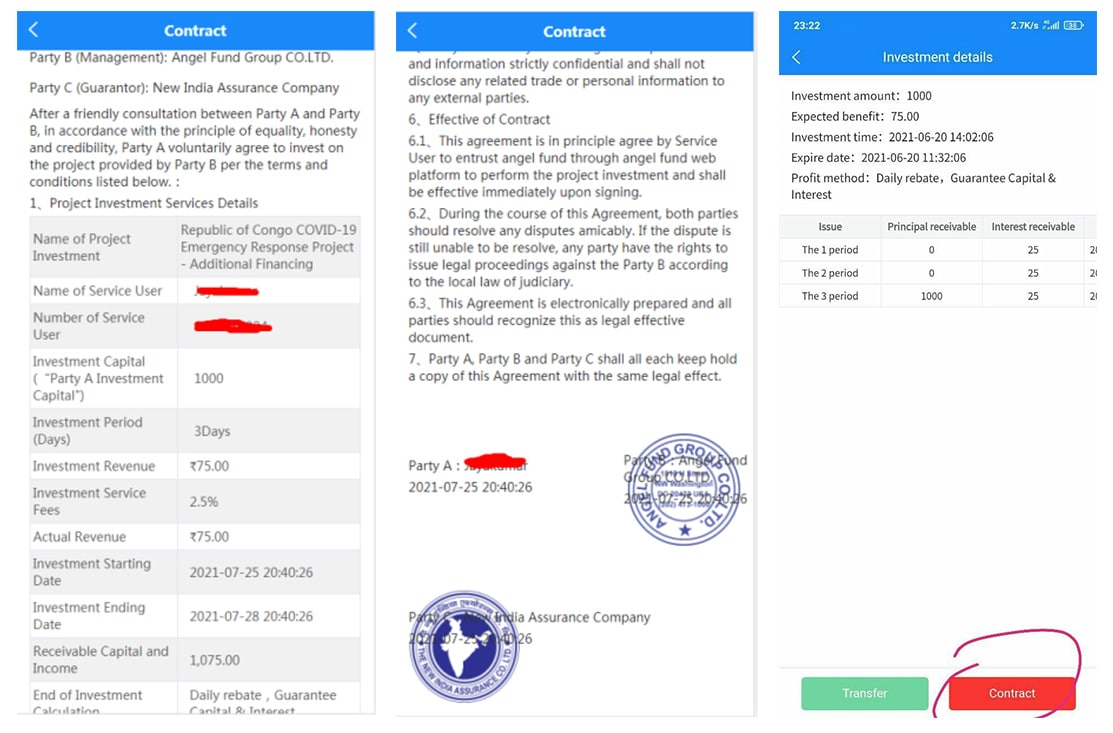 Contract
Party B (Management): Angel Fund Group CO.LTD.
Party C (Guarantor): New India Assurance Company
After a friendly consultation between Party A and Party
B, in accordance with the principle of equality, honesty
and credibility, Party A voluntarily agree to invest on
the project provided by Party B per the terms and
conditions listed below. :
1、Project Investment Services Details
Name of Project
Investment
Republic of Congo COVID-19
Emergency Response Project
- Additional Financing
Name of Service User
Number of Service
User
Investment Capital
( “Party A Investment
Capital”)
1000
Investment Period
(Days)
3Days
Investment Revenue
₹75.00
Investment Service
Fees
2.5%
Actual Revenue
₹75.00
Investment Starting
Date
2021-07-25 20:40:26
Investment Ending
Date
2021-07-28 20:40:26
Receivable Capital and
Income
1,075.00
End of Investment
Calculation
Daily rebate , Guarantee
Capital & Interest
Contract
and information strictly confidential and shall not
disclose any related trade or personal information to
any external parties.
6、Effective of Contract
6.1、This agreement is in principle agree by Service
User to entrust angel fund through angel fund web
platform to perform the project investment and shall
be effective immediately upon signing.
6.2、During the course of this Agreement, both parties
should resolve any disputes amicably. If the dispute is
still unable to be resolve, any party have the rights to
issue legal proceedings against the Party B according
to the local law of judiciary.
6.3、This Agreement is electronically prepared and all
parties should recognize this as legal effective
document.
7、Party A, Party B and Party C shall all each keep hold
a copy of this Agreement with the same legal effect.
Party A :
2021-07-25 20:40:26
Party B : Angel Fund
Group CO.LTD.
2021-07-25 20:40:26
ANGEL FUND GROUP CO.LTD.
NW Washington
Party C : New India Assurance Company
2021-07-25 20:40:26
THE NEW INDIA ASSURANCE CO. LTD.
23:22
2.7K/s
Investment details
Investment amount: 1000
Expected benefit: 75.00
Investment time: 2021-06-20 14:02:06
Expire date: 2021-06-20 11:32:06
Profit method: Daily rebate，Guarantee Capital &
Interest
Issue Principal receivable Interest receivable
The 1 period 0 25
The 2 period 0 25
The 3 period 1000 25
Transfer
Contract